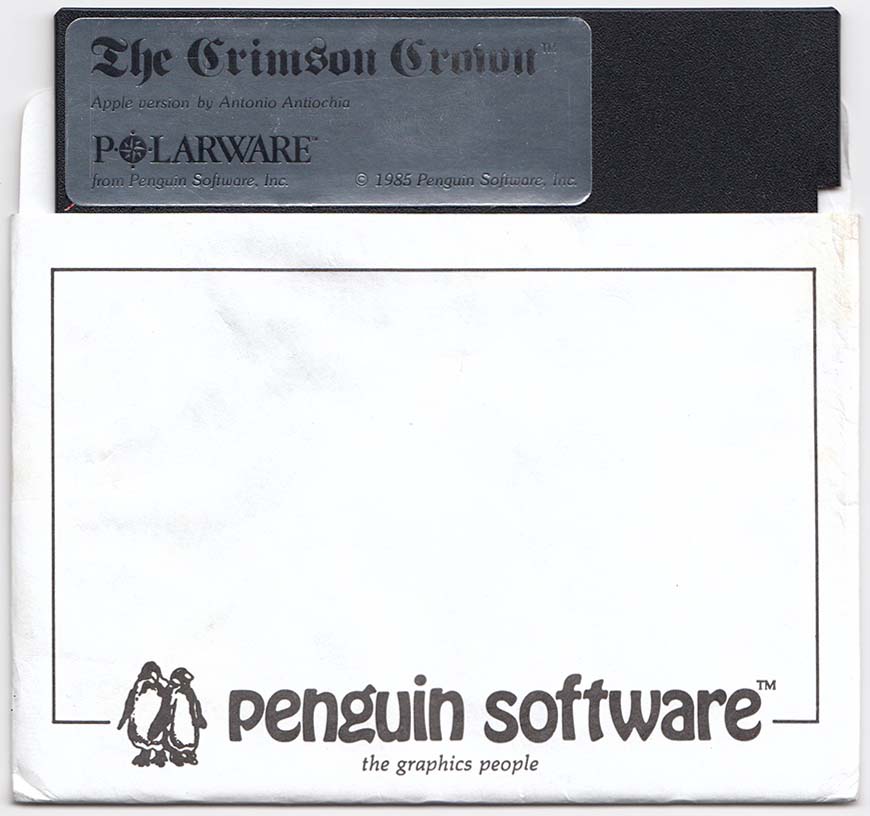 The Crimson Crown™
Apple version by Antonio Antiochia
POLARWARE™
from Penguin Software, Inc. © 1985 Penguin Software, Inc.
penguin software™
the graphics people